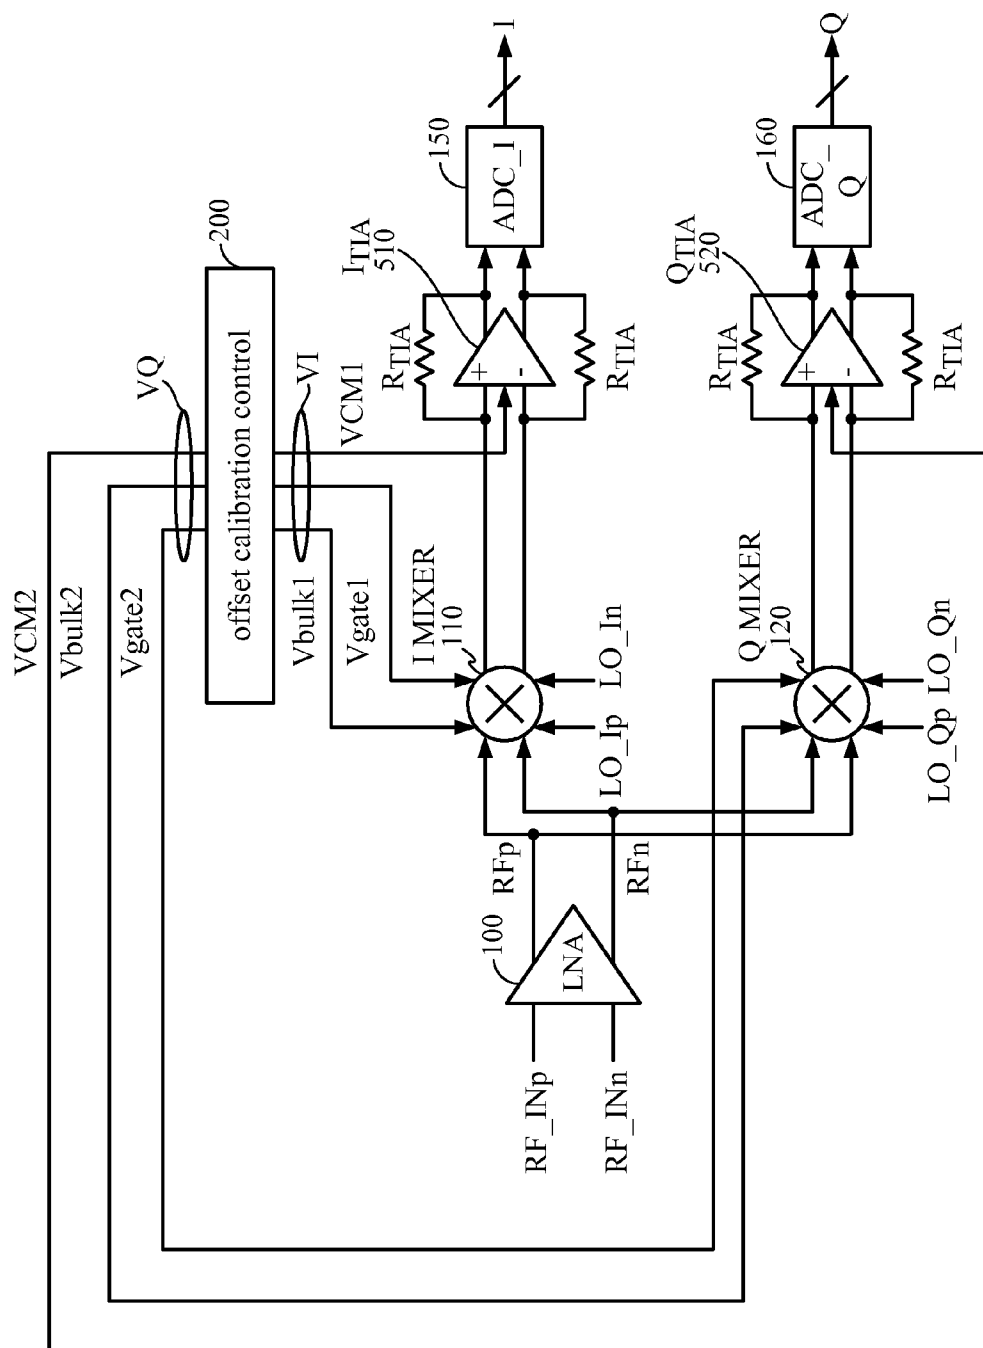 VCM2
Vbulk2
Vgate2
VQ
200
offset calibration control
VI
Vbulk1
Vgate1
VCM1
RF_INp
RF_INn
100
LNA
RFp
RFn
I MIXER
110
LO_Ip
LO_In
RTIA
ITIA
510
+
-
RTIA
150
ADC_I
I
Q MIXER
120
LO_Qp
LO_Qn
RTIA
QTIA
520
+
-
RTIA
160
ADC_
Q
Q